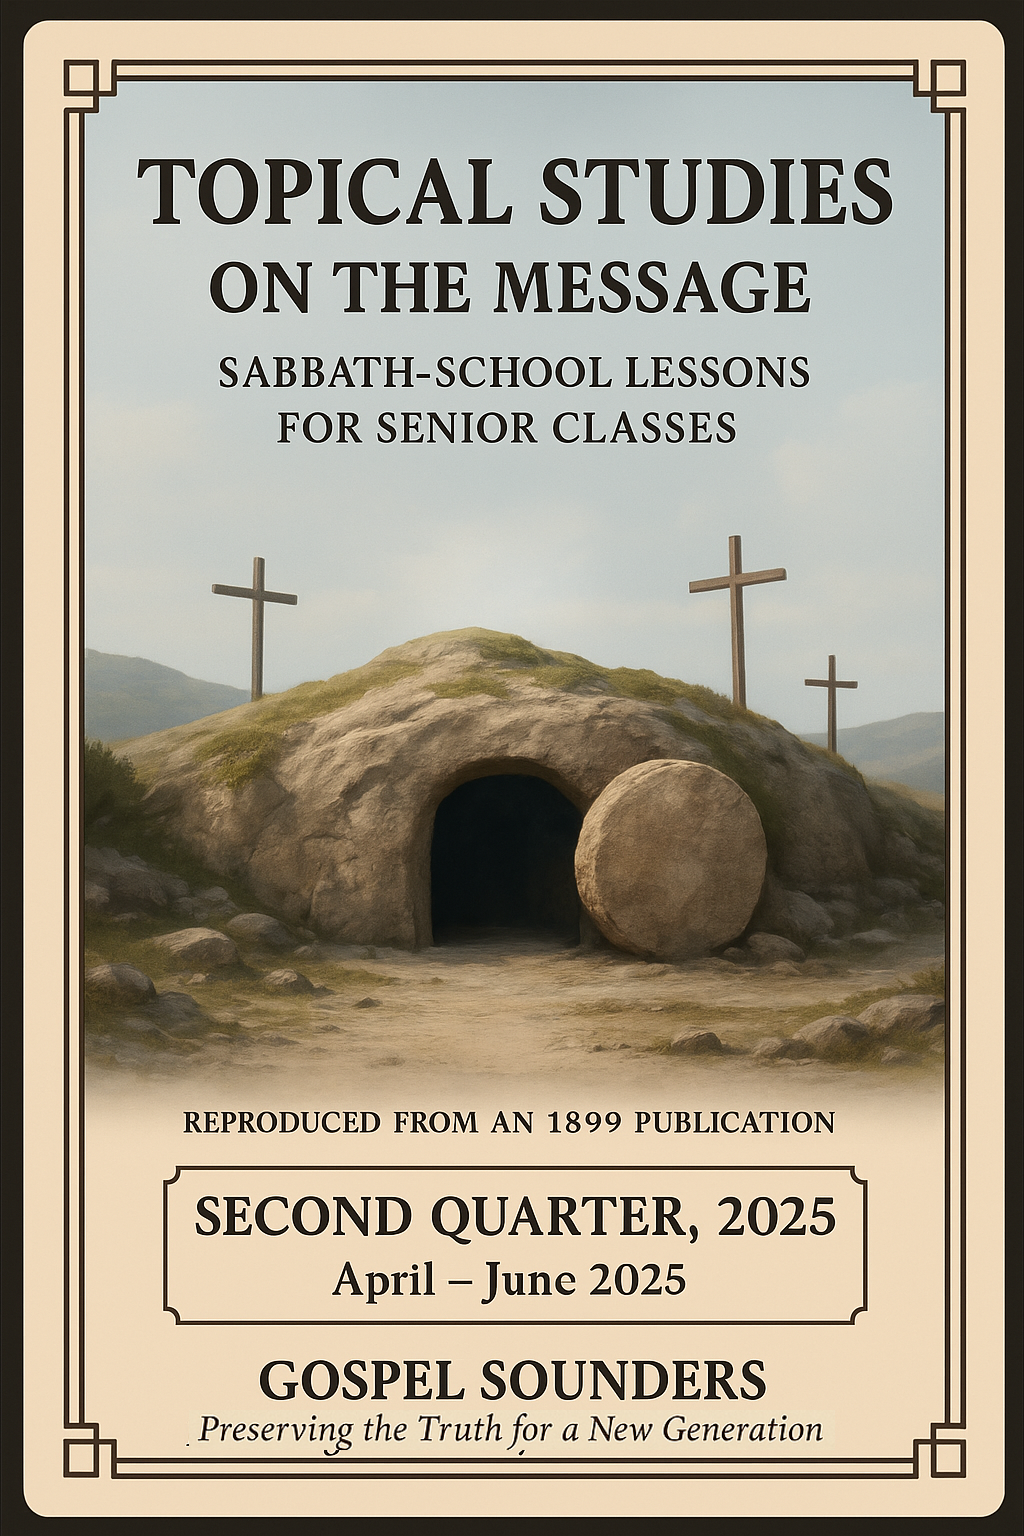 TOPICAL STUDIES
ON THE MESSAGE
SABBATH-SCHOOL LESSONS
FOR SENIOR CLASSES
REPRODUCED FROM AN 1899 PUBLICATION
SECOND QUARTER, 2025
April – June 2025
GOSPEL SOUNDERS
Preserving the Truth for a New Generation